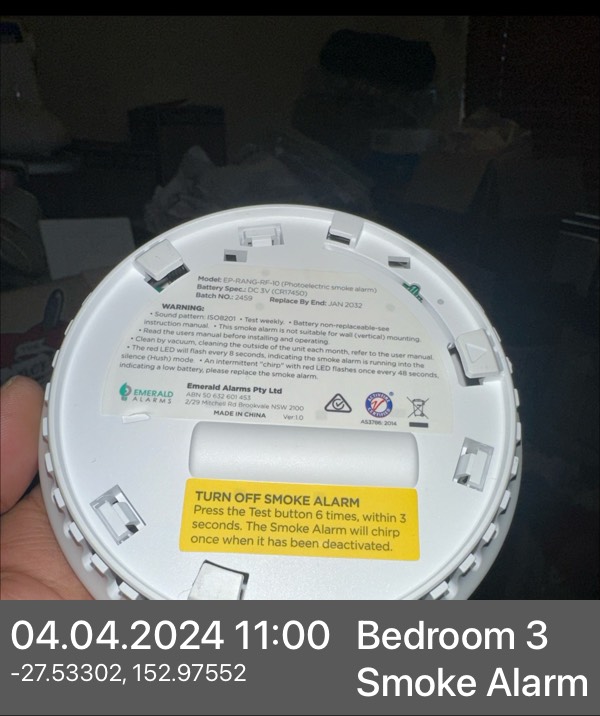 Model: EP-RANG-RF-ID (Photoelectric smoke alarm)
Battery Spec.: DC 3V (CR17450)
Batch NO.: 2459 Replace By End: JAN 2032
WARNING:
• Sound pattern: ISO8201 • Test weekly. • Battery non-replaceable-see
instruction manual. • This smoke alarm is not suitable for wall (vertical) mounting.
• Read the users manual before installing and operating.
• Clean by vacuum, cleaning the outside of the unit each month, refer to the user manual.
• The red LED will flash every 8 seconds, indicating the smoke alarm is running into the
silence (Hush) mode • An intermittent "chirp" with red LED flashes once every 48 seconds,
indicating a low battery, please replace the smoke alarm.
EMERALD
ALARMS
Emerald Alarms Pty Ltd
ABN 50 632 601 453
2/29 Mitchell Rd Brookvale NSW 2100
MADE IN CHINA Ver:1.0
AS3786: 2014
TURN OFF SMOKE ALARM
Press the Test button 6 times, within 3
seconds. The Smoke Alarm will chirp
once when it has been deactivated.
04.04.2024 11:00
-27.53302, 152.97552
Bedroom 3
Smoke Alarm